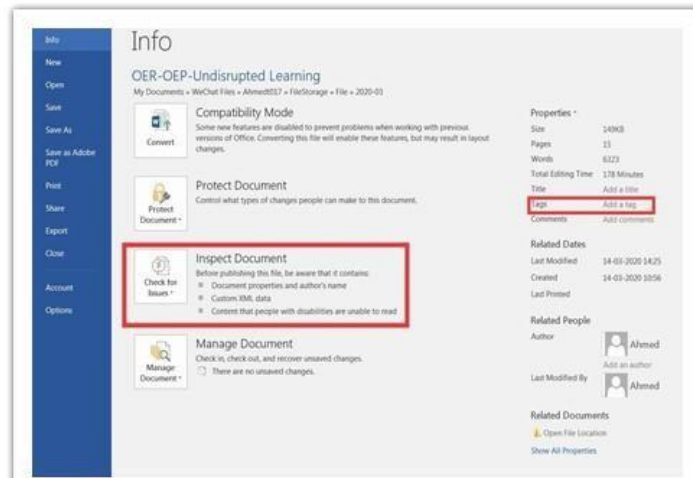 Info
New
Open
Save
Save As
Save as Adobe
PDF
Print
Share
Export
Close
Account
Options
Info
OER-OEP-Undisrupted Learning
My Documents » WeChat Files » Ahmedt017 » FileStorage » File » 2020-03
Convert
Compatibility Mode
Some new features are disabled to prevent problems when working with previous
versions of Office. Converting this file will enable these features, but may result in layout
changes.
Protect
Document
Protect Document
Control what types of changes people can make to this document.
Check for
Issues
Inspect Document
Before publishing this file, be aware that it contains:
Document properties and author's name
Custom XML data
Content that people with disabilities are unable to read
Manage
Document
Manage Document
Check in, check out, and recover unsaved changes.
There are no unsaved changes.
Properties
Size 149KB
Pages 15
Words 6323
Total Editing Time 178 Minutes
Title Add a title
Tags Add a tag
Comments Add comments
Related Dates
Last Modified 14-03-2020 14:25
Created 14-03-2020 10:56
Last Printed
Related People
Author Ahmed
Add an author
Last Modified By Ahmed
Related Documents
Open File Location
Show All Properties